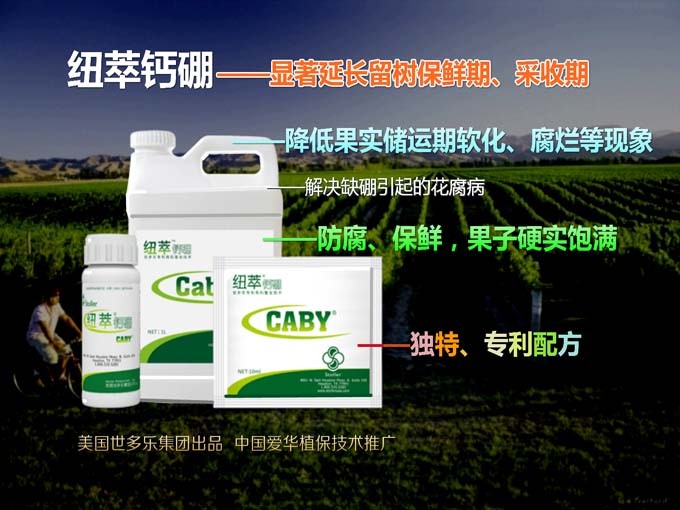 纽萃钙硼——显著延长留树保鲜期、采收期
——降低果实储运期软化、腐烂等现象
——解决缺硼引起的花腐病
——防腐、保鲜，果子硬实饱满
——独特、专利配方
纽萃 钙硼
Caby
NET：1L
Stoller
纽萃 钙硼
CABY
纽萃 钙硼
CABY®
Stoller
NET:10ml
美国世多乐集团出品 中国爱华植保技术推广